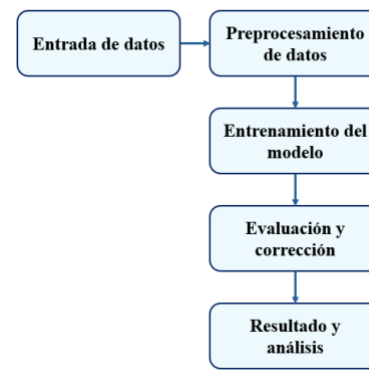 Entrada de datos
Preprocesamiento
de datos
Entrenamiento del
modelo
Evaluación y
corrección
Resultado y
análisis